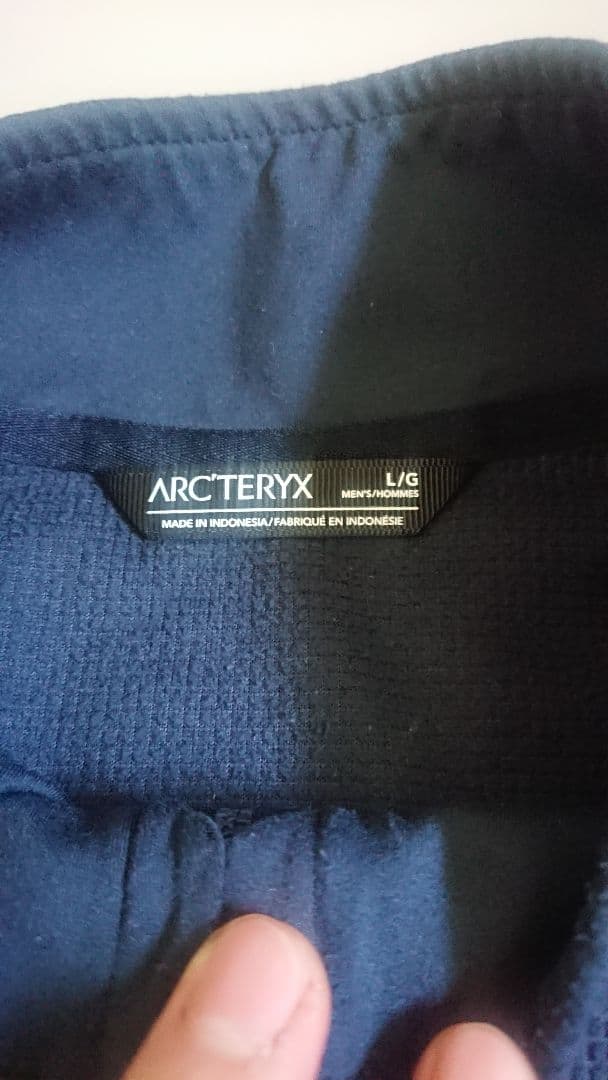 ARC'TERYX
L/G
MEN'S/HOMMES
MADE IN INDONESIA/FABRIQUÉ EN INDONÉSIE